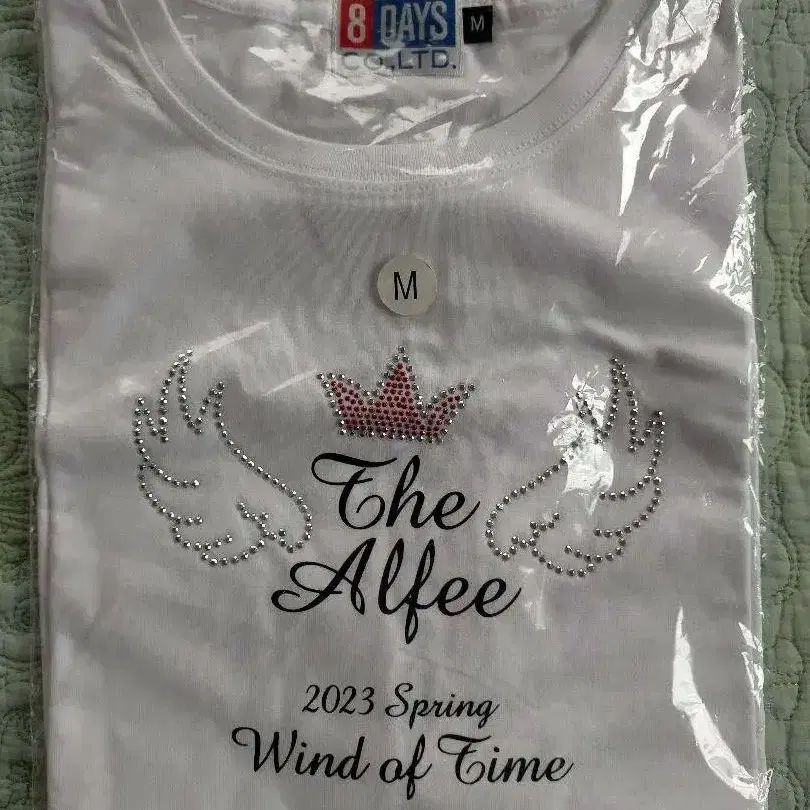 8 DAYS
CO.,LTD.
M
M
The
Alfee
2023 Spring
Wind of Time